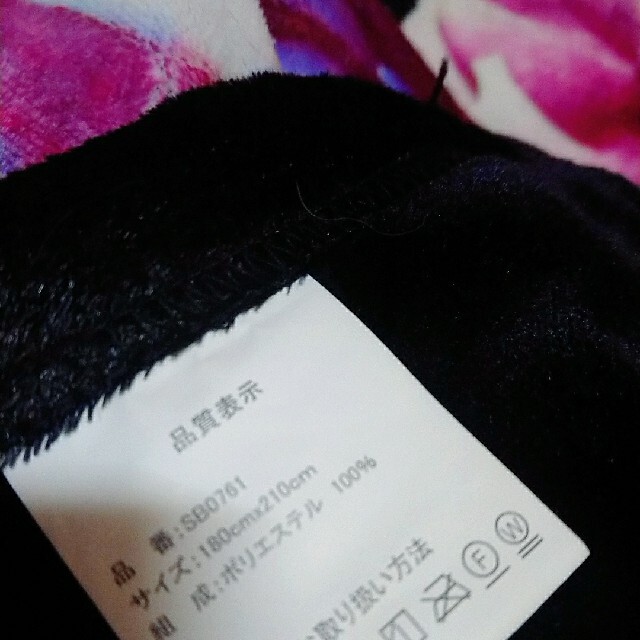 品質表示
品 番:SB0761
サイズ:180cmx210cm
組 成:ポリエステル 100%
お取り扱い方法
F W